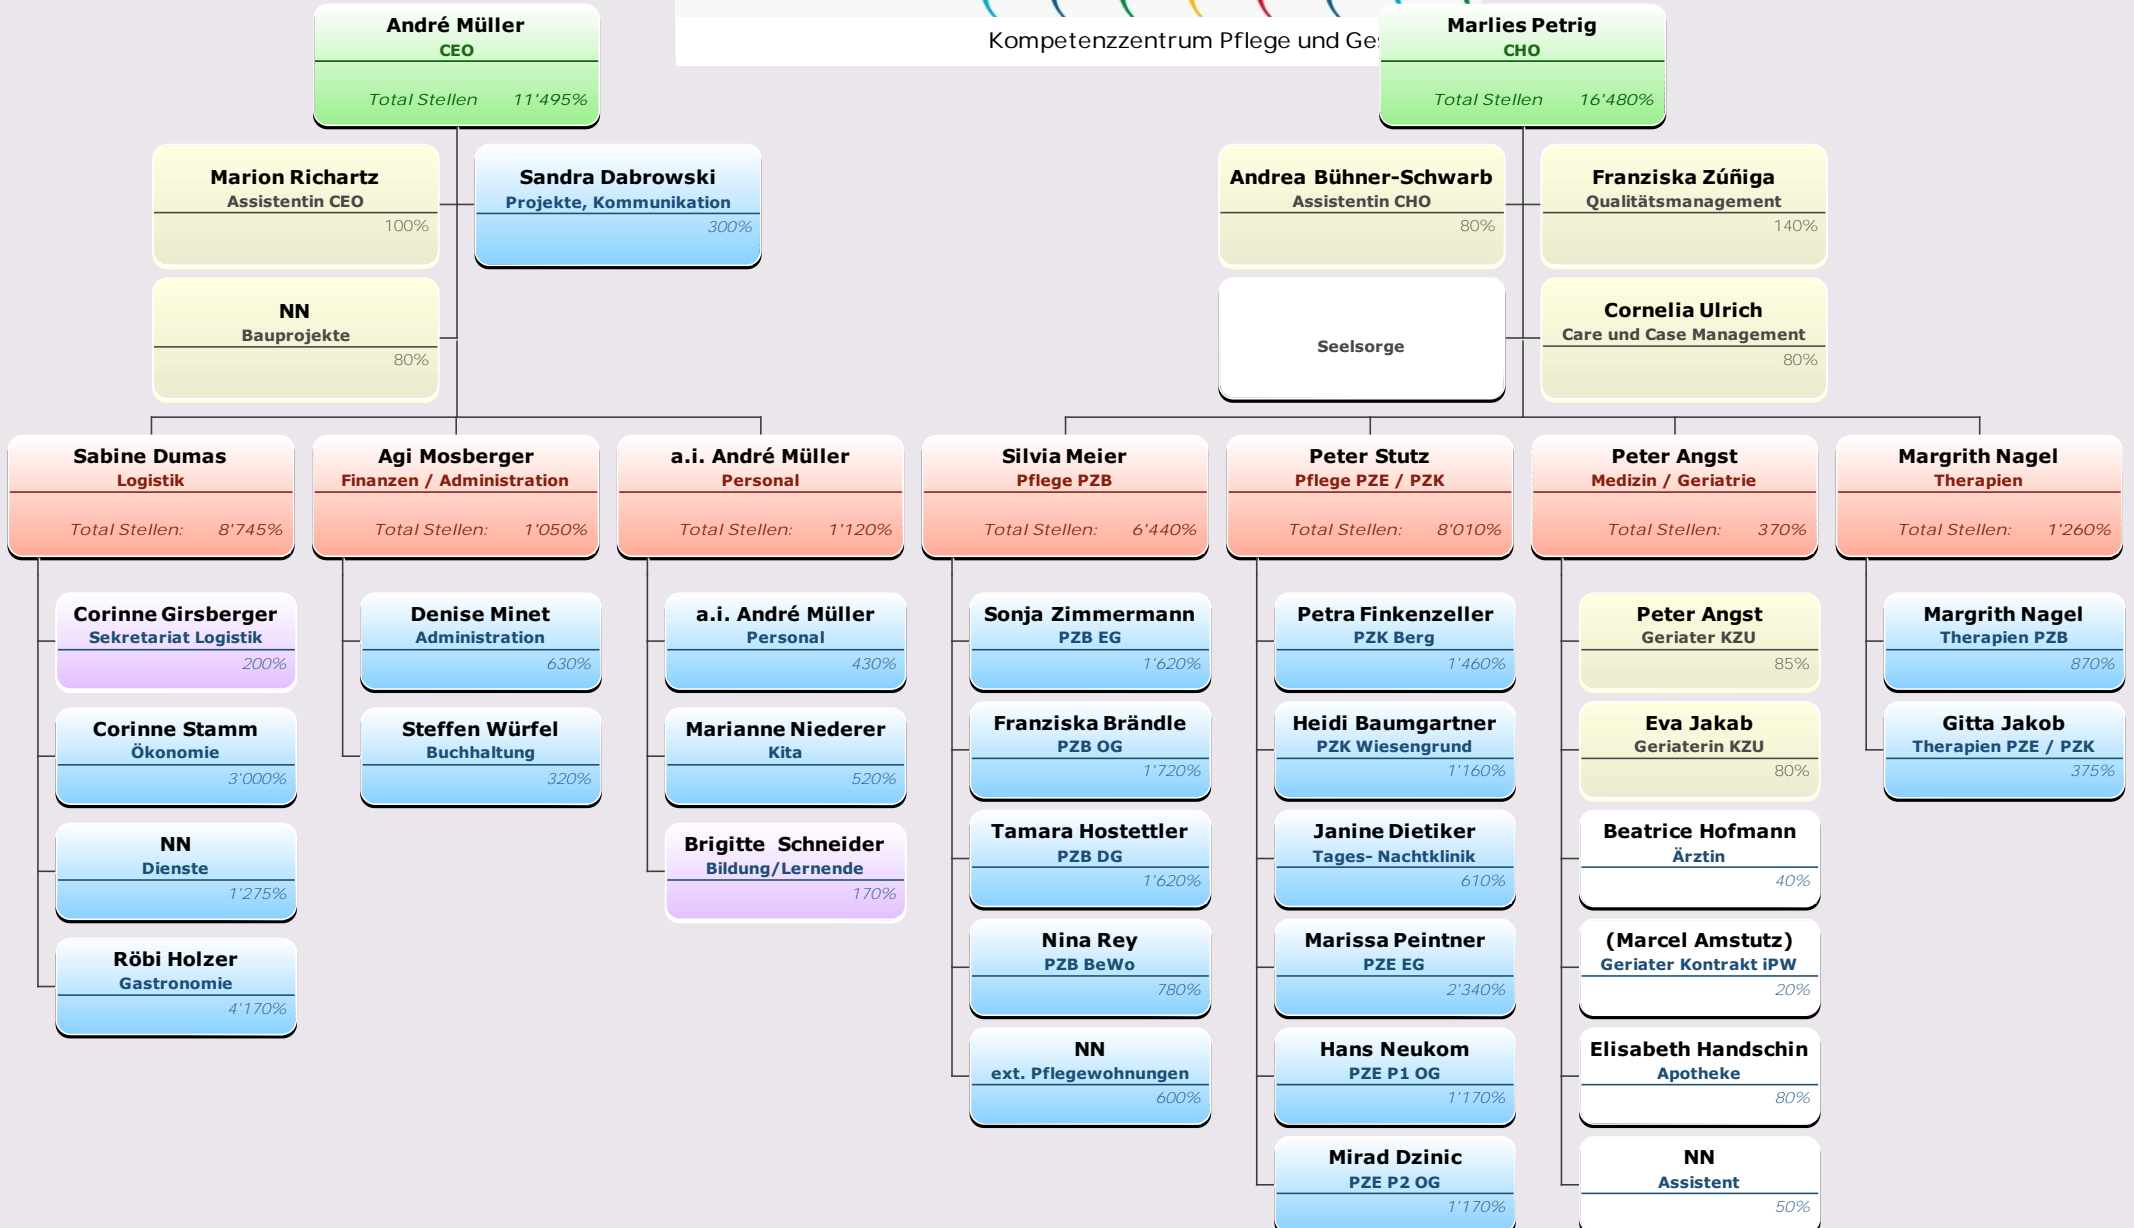 André Müller
CEO
Total Stellen 11'495%
Kompetenzzentrum Pflege und
Marlies Petrig
CHO
Total Stellen 16'480%
Marion Richartz
Assistentin CEO
100%
Sandra Dabrowski
Projekte, Kommunikation
300%
NN
Bauprojekte
80%
Andrea Bühner-Schwarb
Assistentin CHO
80%
Franziska Zúñiga
Qualitätsmanagement
140%
Seelsorge
Cornelia Ulrich
Care und Case Management
80%
Sabine Dumas
Logistik
Total Stellen: 8'745%
Corinne Girsberger
Sekretariat Logistik
200%
Corinne Stamm
Ökonomie
3'000%
NN
Dienste
1'275%
Röbi Holzer
Gastronomie
4'170%
Agi Mosberger
Finanzen / Administration
Total Stellen: 1'050%
Denise Minet
Administration
630%
Steffen Würfel
Buchhaltung
320%
a.i. André Müller
Personal
Total Stellen: 1'120%
a.i. André Müller
Personal
430%
Marianne Niederer
Kita
520%
Brigitte Schneider
Bildung/Lernende
170%
Silvia Meier
Pflege PZB
Total Stellen: 6'440%
Sonja Zimmermann
PZB EG
1'620%
Franziska Brändle
PZB OG
1'720%
Tamara Hostettler
PZB DG
1'620%
Nina Rey
PZB BeWo
780%
NN
ext. Pflegewohnungen
600%
Peter Stutz
Pflege PZE / PZK
Total Stellen: 8'010%
Petra Finkenzeller
PZK Berg
1'460%
Heidi Baumgartner
PZK Wiesengrund
1'160%
Janine Dietiker
Tages- Nachtklinik
610%
Marissa Peintner
PZE EG
2'340%
Hans Neukom
PZE P1 OG
1'170%
Mirad Dzinic
PZE P2 OG
1'170%
Peter Angst
Medizin / Geriatrie
Total Stellen: 370%
Peter Angst
Geriater KZU
85%
Eva Jakab
Geriaterin KZU
80%
Beatrice Hofmann
Ärztin
40%
(Marcel Amstutz)
Geriater Kontrakt iPW
20%
Elisabeth Handschin
Apotheke
80%
NN
Assistent
50%
Margrith Nagel
Therapien
Total Stellen: 1'260%
Margrith Nagel
Therapien PZB
870%
Gitta Jakob
Therapien PZE / PZK
375%